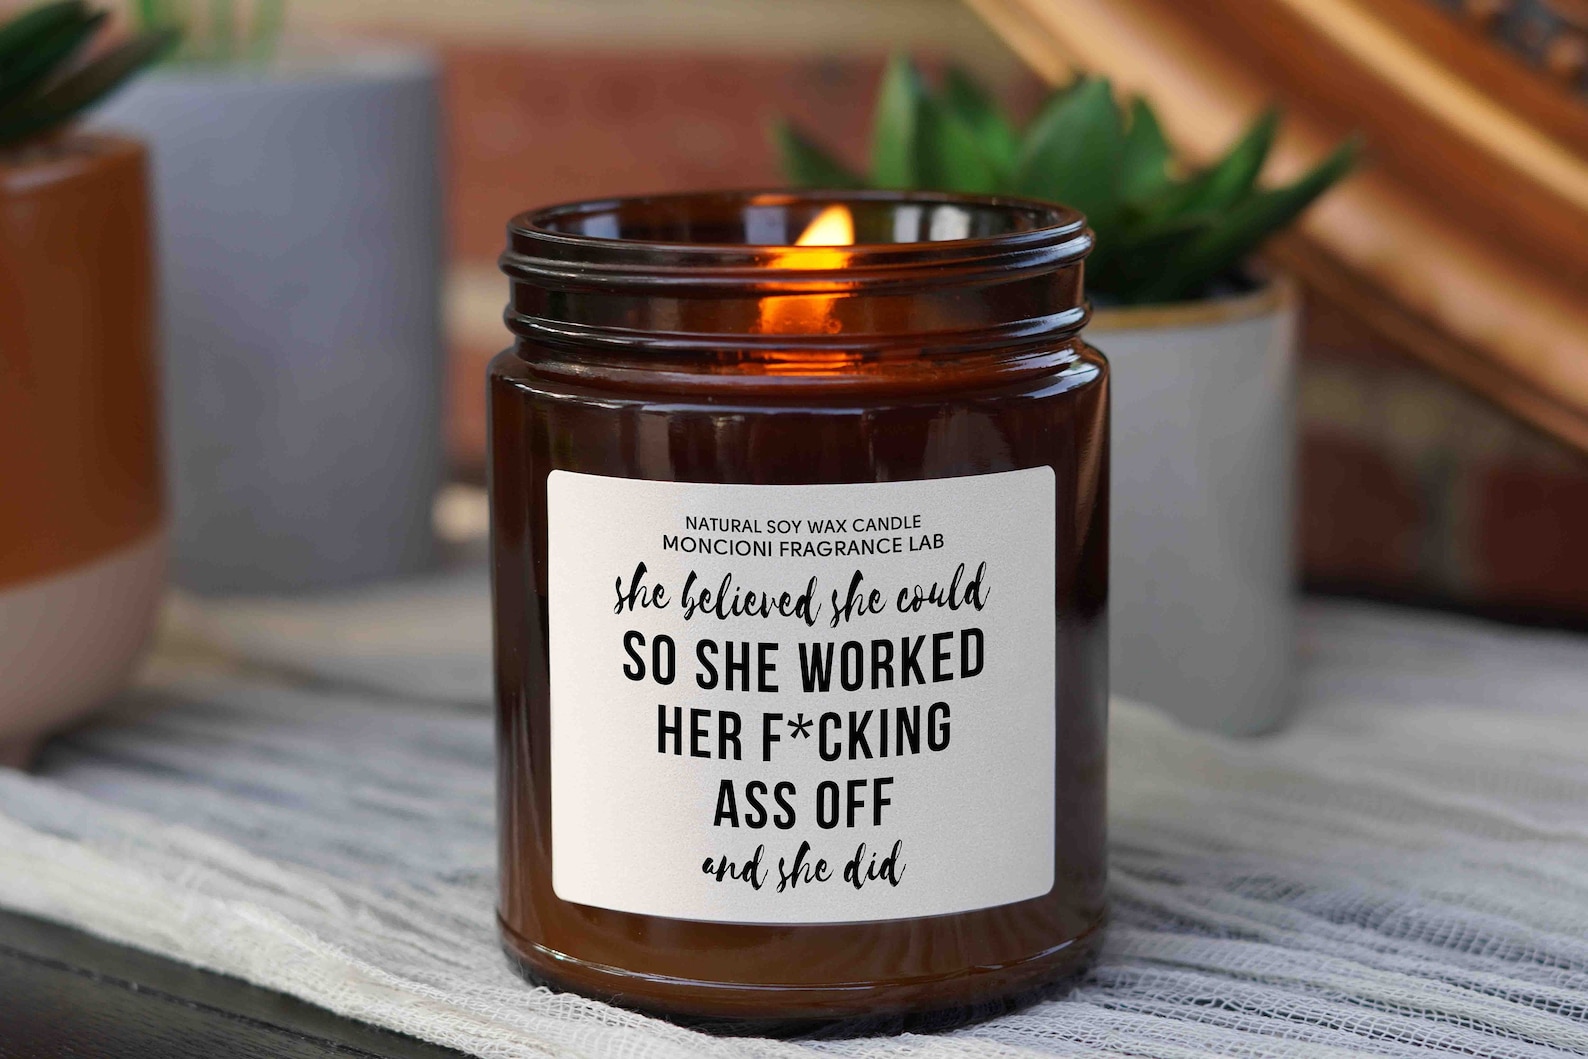 NATURAL SOY WAX CANDLE
MONCIONI FRAGRANCE LAB
she believed she could
SO SHE WORKED
HER F*CKING
ASS OFF
and she did